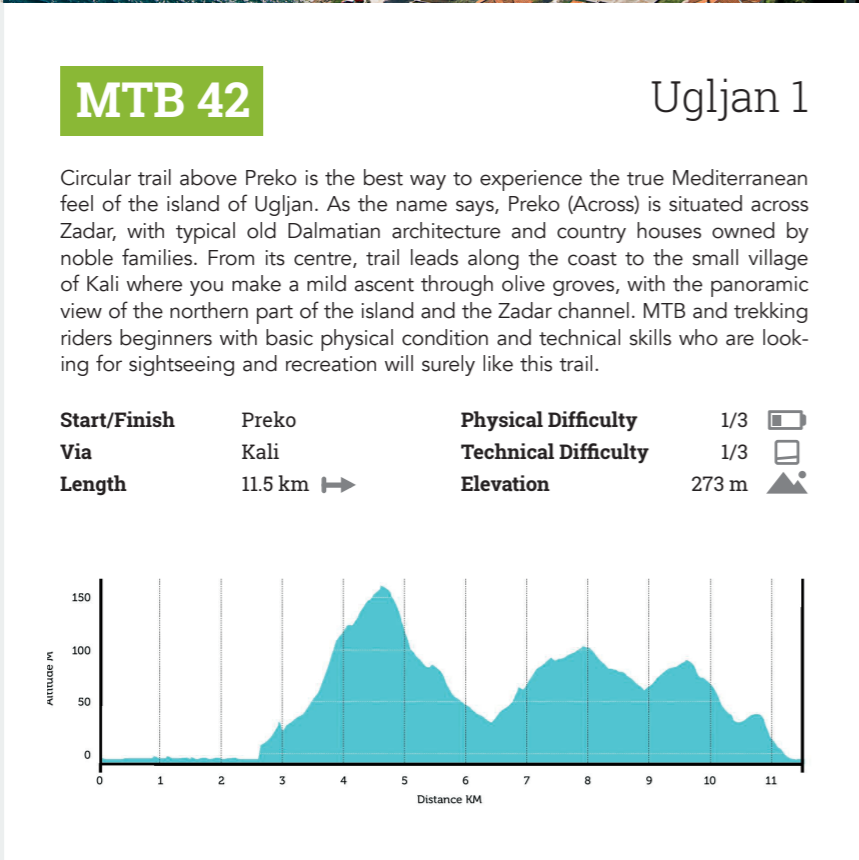 MTB 42
Ugljan 1
Circular trail above Preko is the best way to experience the true Mediterranean
feel of the island of Ugljan. As the name says, Preko (Across) is situated across
Zadar, with typical old Dalmatian architecture and country houses owned by
noble families. From its centre, trail leads along the coast to the small village
of Kali where you make a mild ascent through olive groves, with the panoramic
view of the northern part of the island and the Zadar channel. MTB and trekking
riders beginners with basic physical condition and technical skills who are look-
ing for sightseeing and recreation will surely like this trail.
Start/Finish Preko
Via Kali
Length 11.5 km
Physical Difficulty 1/3
Technical Difficulty 1/3
Elevation 273 m
Altitude M
150
100
50
0
0 1 2 3 4 5 6 7 8 9 10 11
Distance KM